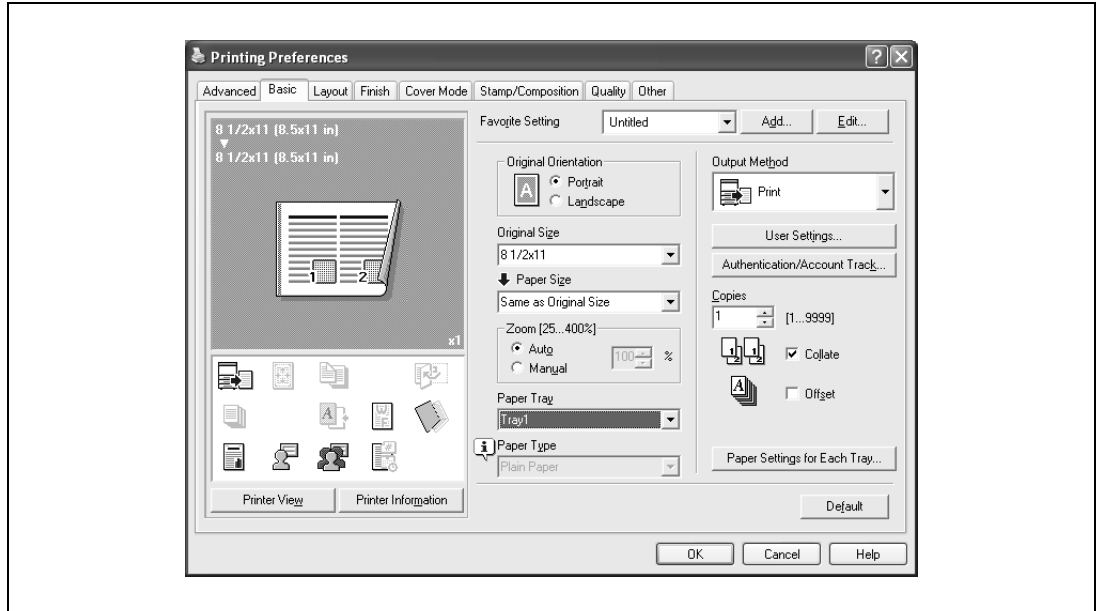 Printing Preferences
Advanced Basic Layout Finish Cover Mode Stamp/Composition Quality Other
8 1/2x11 (8.5x11 in)
8 1/2x11 (8.5x11 in)
1 2
x1
Printer View Printer Information
Favorite Setting Untitled Add... Edit...
Original Orientation
A
Portrait
Landscape
Original Size
8 1/2x11
Paper Size
Same as Original Size
Zoom [25...400%]
Auto
Manual
100 %
Paper Tray
Tray1
Paper Type
Plain Paper
Output Method
Print
User Settings...
Authentication/Account Track...
Copies
1 [1...9999]
Collate
Offset
Paper Settings for Each Tray...
Default
OK Cancel Help